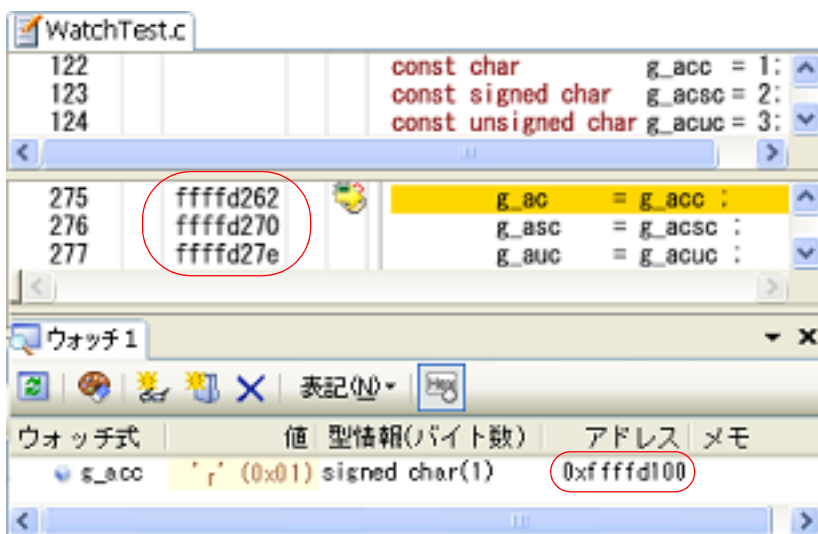 WatchTest.c
122 const char g_acc = 1;
123 const signed char g_acsc = 2;
124 const unsigned char g_acuc = 3;
275 ffffd262 g_ac = g_acc ;
276 ffffd270 g_asc = g_acsc ;
277 ffffd27e g_auc = g_acuc ;
ウォッチ1
表記(N) Hex
ウォッチ式 値 型情報(バイト数) アドレス メモ
g_acc '┌' (0x01) signed char(1) 0xffffd100